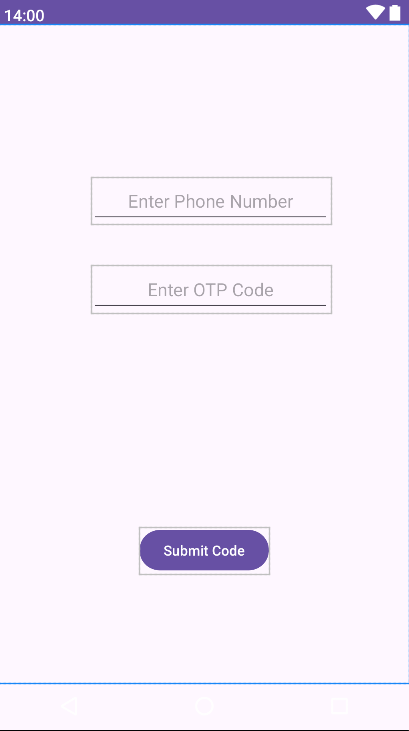 14:00
Enter Phone Number
Enter OTP Code
Submit Code